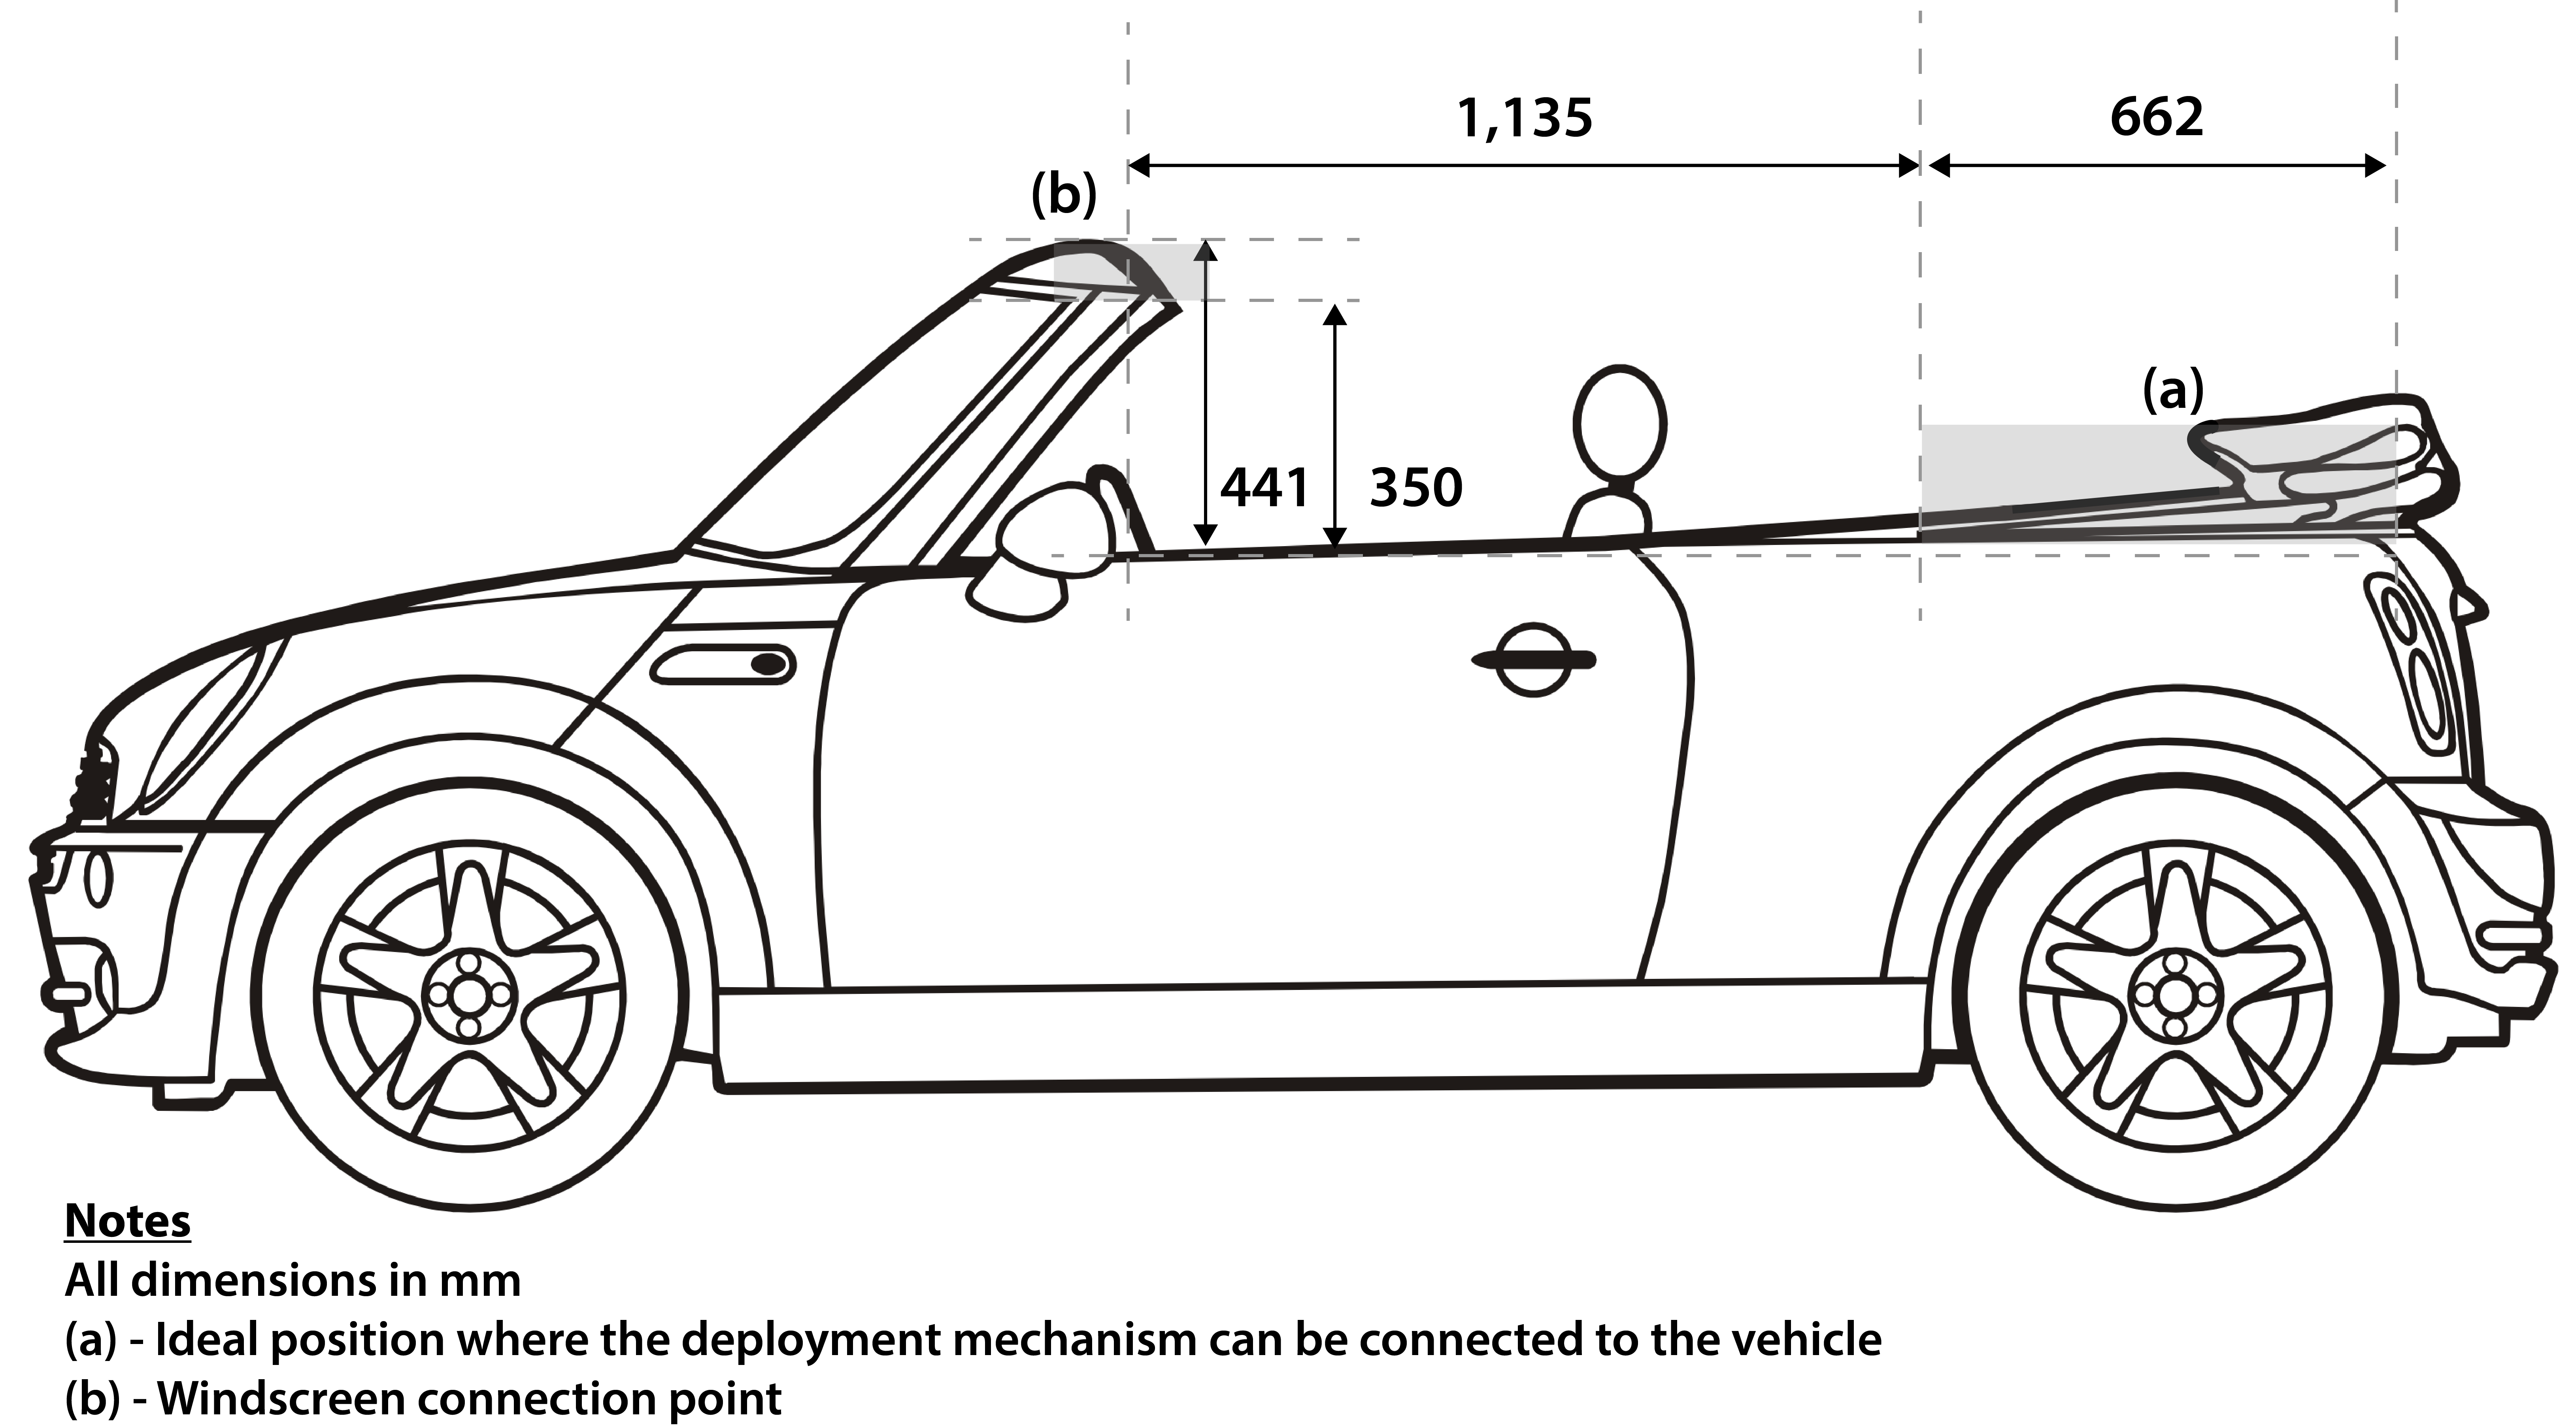 1,135
662
(b)
(a)
441
350
Notes
All dimensions in mm
(a) - Ideal position where the deployment mechanism can be connected to the vehicle
(b) - Windscreen connection point